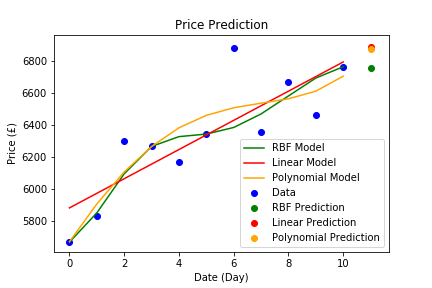 Price Prediction
Price (£)
6800
6600
6400
6200
6000
5800
0
2
4
6
8
10
Date (Day)
RBF Model
Linear Model
Polynomial Model
Data
RBF Prediction
Linear Prediction
Polynomial Prediction